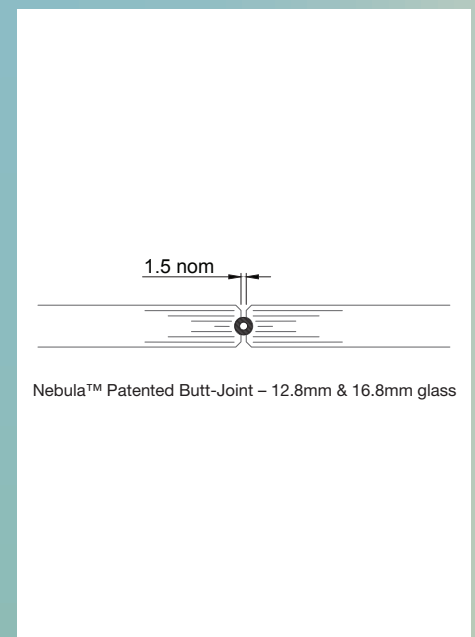 1.5 nom
Nebula™ Patented Butt-Joint – 12.8mm & 16.8mm glass